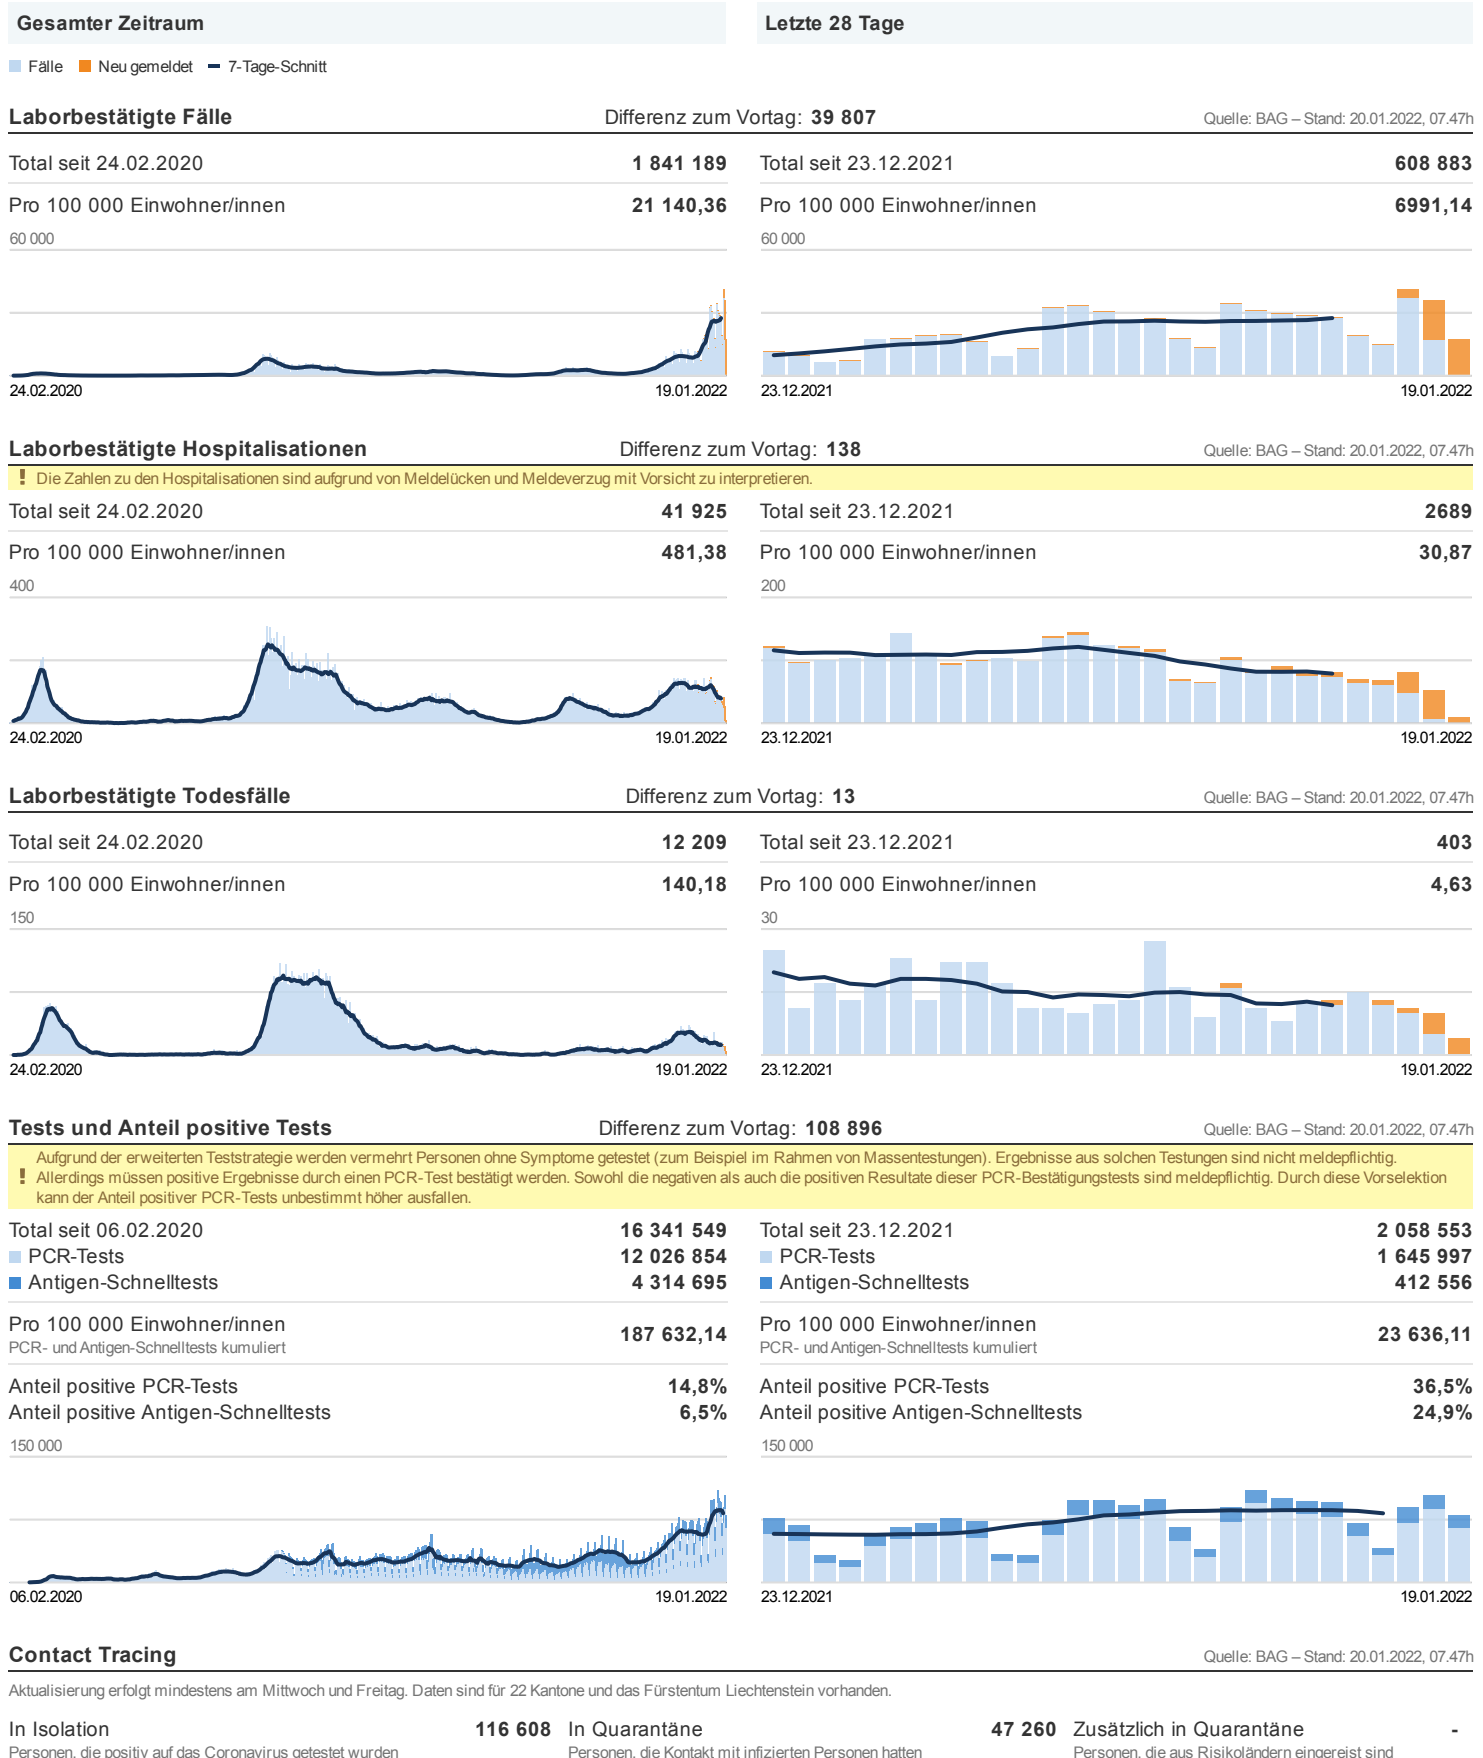 Gesamter Zeitraum
Letzte 28 Tage
Fälle Neu gemeldet 7-Tage-Schnitt
Laborbestätigte Fälle Differenz zum Vortag: 39 807 Quelle: BAG – Stand: 20.01.2022, 07.47h
Total seit 24.02.2020 1 841 189 Total seit 23.12.2021 608 883
Pro 100 000 Einwohner/innen 21 140,36 Pro 100 000 Einwohner/innen 6991,14
60 000 60 000
24.02.2020 19.01.2022 23.12.2021 19.01.2022
Laborbestätigte Hospitalisationen Differenz zum Vortag: 138 Quelle: BAG – Stand: 20.01.2022, 07.47h
! Die Zahlen zu den Hospitalisationen sind aufgrund von Meldelücken und Meldeverzug mit Vorsicht zu interpretieren.
Total seit 24.02.2020 41 925 Total seit 23.12.2021 2689
Pro 100 000 Einwohner/innen 481,38 Pro 100 000 Einwohner/innen 30,87
400 200
24.02.2020 19.01.2022 23.12.2021 19.01.2022
Laborbestätigte Todesfälle Differenz zum Vortag: 13 Quelle: BAG – Stand: 20.01.2022, 07.47h
Total seit 24.02.2020 12 209 Total seit 23.12.2021 403
Pro 100 000 Einwohner/innen 140,18 Pro 100 000 Einwohner/innen 4,63
150 30
24.02.2020 19.01.2022 23.12.2021 19.01.2022
Tests und Anteil positive Tests Differenz zum Vortag: 108 896 Quelle: BAG – Stand: 20.01.2022, 07.47h
Aufgrund der erweiterten Teststrategie werden vermehrt Personen ohne Symptome getestet (zum Beispiel im Rahmen von Massentestungen). Ergebnisse aus solchen Testungen sind nicht meldepflichtig.
! Allerdings müssen positive Ergebnisse durch einen PCR-Test bestätigt werden. Sowohl die negativen als auch die positiven Resultate dieser PCR-Bestätigungstests sind meldepflichtig. Durch diese Vorselektion
kann der Anteil positiver PCR-Tests unbestimmt höher ausfallen.
Total seit 06.02.2020 16 341 549 Total seit 23.12.2021 2 058 553
PCR-Tests 12 026 854 PCR-Tests 1 645 997
Antigen-Schnelltests 4 314 695 Antigen-Schnelltests 412 556
Pro 100 000 Einwohner/innen 187 632,14 Pro 100 000 Einwohner/innen 23 636,11
PCR- und Antigen-Schnelltests kumuliert PCR- und Antigen-Schnelltests kumuliert
Anteil positive PCR-Tests 14,8% Anteil positive PCR-Tests 36,5%
Anteil positive Antigen-Schnelltests 6,5% Anteil positive Antigen-Schnelltests 24,9%
150 000 150 000
06.02.2020 19.01.2022 23.12.2021 19.01.2022
Contact Tracing Quelle: BAG – Stand: 20.01.2022, 07.47h
Aktualisierung erfolgt mindestens am Mittwoch und Freitag. Daten sind für 22 Kantone und das Fürstentum Liechtenstein vorhanden.
In Isolation 116 608 In Quarantäne 47 260 Zusätzlich in Quarantäne -
Personen, die positiv auf das Coronavirus getestet wurden Personen, die Kontakt mit infizierten Personen hatten Personen, die aus Risikoländern eingereist sind